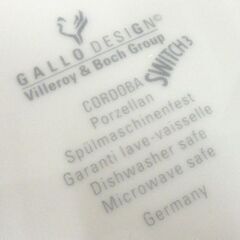 GALLO DESIGN®
Villeroy & Boch Group
CORDOBA
SWITCH3
Porzellan
Spülmaschinenfest
Garanti lave-vaisselle
Dishwasher safe
Microwave safe
Germany